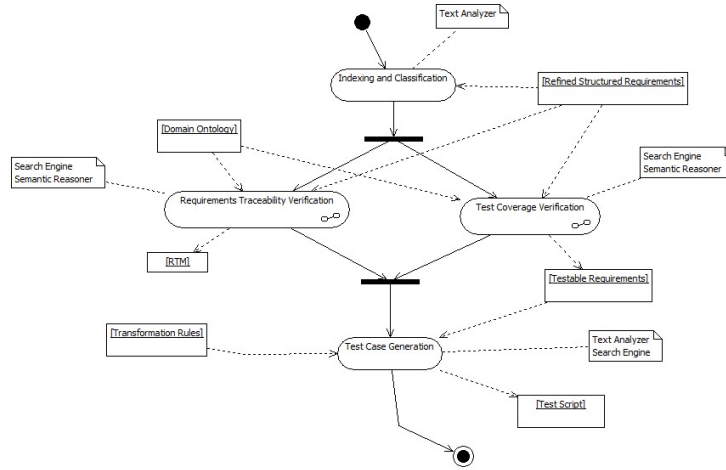 Text Analyzer
Indexing and Classification
[Refined Structured Requirements]
[Domain Ontology]
Search Engine
Semantic Reasoner
Search Engine
Semantic Reasoner
Requirements Traceability Verification
Test Coverage Verification
[RTM]
[Testable Requirements]
[Transformation Rules]
Test Case Generation
Text Analyzer
Search Engine
[Test Script]